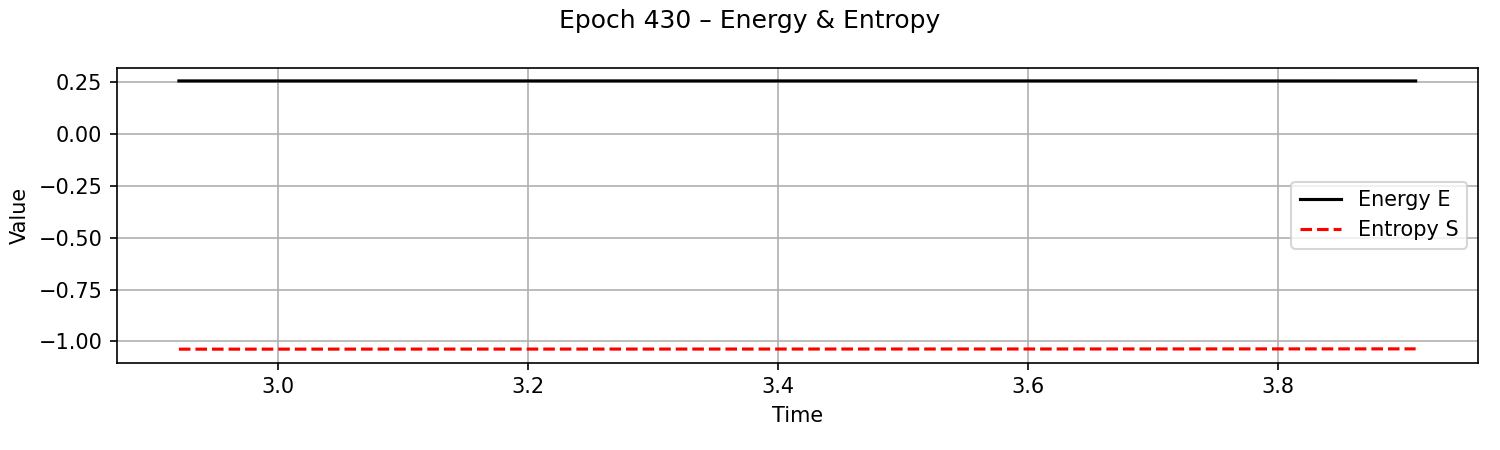 Epoch 430 – Energy & Entropy
0.25
0.00
−0.25
−0.50
−0.75
−1.00
Value
Energy E
Entropy S
3.0 3.2 3.4 3.6 3.8
Time